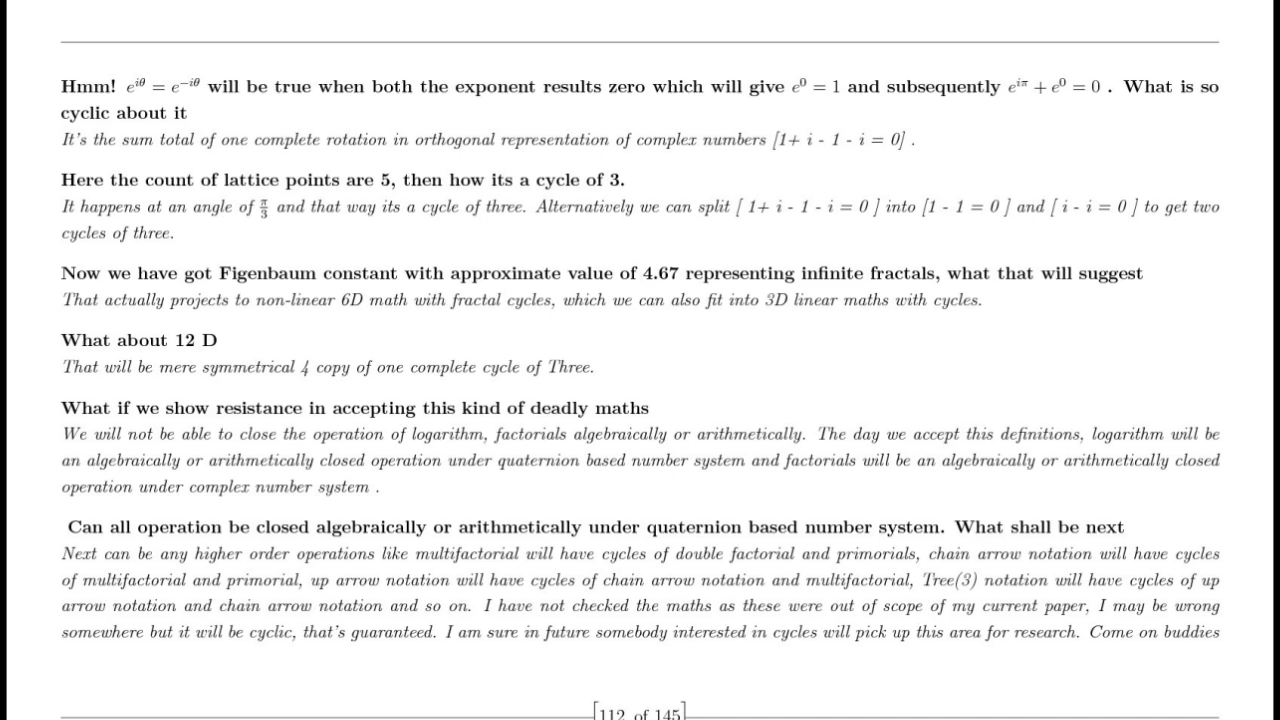 Hmm! e^{iθ} = e^{−iθ} will be true when both the exponent results zero which will give e^0 = 1 and subsequently e^{iπ} + e^0 = 0 . What is so
cyclic about it
It's the sum total of one complete rotation in orthogonal representation of complex numbers [1+ i - 1 - i = 0] .
Here the count of lattice points are 5, then how its a cycle of 3.
It happens at an angle of π/3 and that way its a cycle of three. Alternatively we can split [ 1+ i - 1 - i = 0 ] into [1 - 1 = 0 ] and [ i - i = 0 ] to get two
cycles of three.
Now we have got Figenbaum constant with approximate value of 4.67 representing infinite fractals, what that will suggest
That actually projects to non-linear 6D math with fractal cycles, which we can also fit into 3D linear maths with cycles.
What about 12 D
That will be mere symmetrical 4 copy of one complete cycle of Three.
What if we show resistance in accepting this kind of deadly maths
We will not be able to close the operation of logarithm, factorials algebraically or arithmetically. The day we accept this definitions, logarithm will be
an algebraically or arithmetically closed operation under quaternion based number system and factorials will be an algebraically or arithmetically closed
operation under complex number system .
Can all operation be closed algebraically or arithmetically under quaternion based number system. What shall be next
Next can be any higher order operations like multifactorial will have cycles of double factorial and primorials, chain arrow notation will have cycles
of multifactorial and primorial, up arrow notation will have cycles of chain arrow notation and multifactorial, Tree(3) notation will have cycles of up
arrow notation and chain arrow notation and so on. I have not checked the maths as these were out of scope of my current paper, I may be wrong
somewhere but it will be cyclic, that's guaranteed. I am sure in future somebody interested in cycles will pick up this area for research. Come on buddies
[112 of 145]